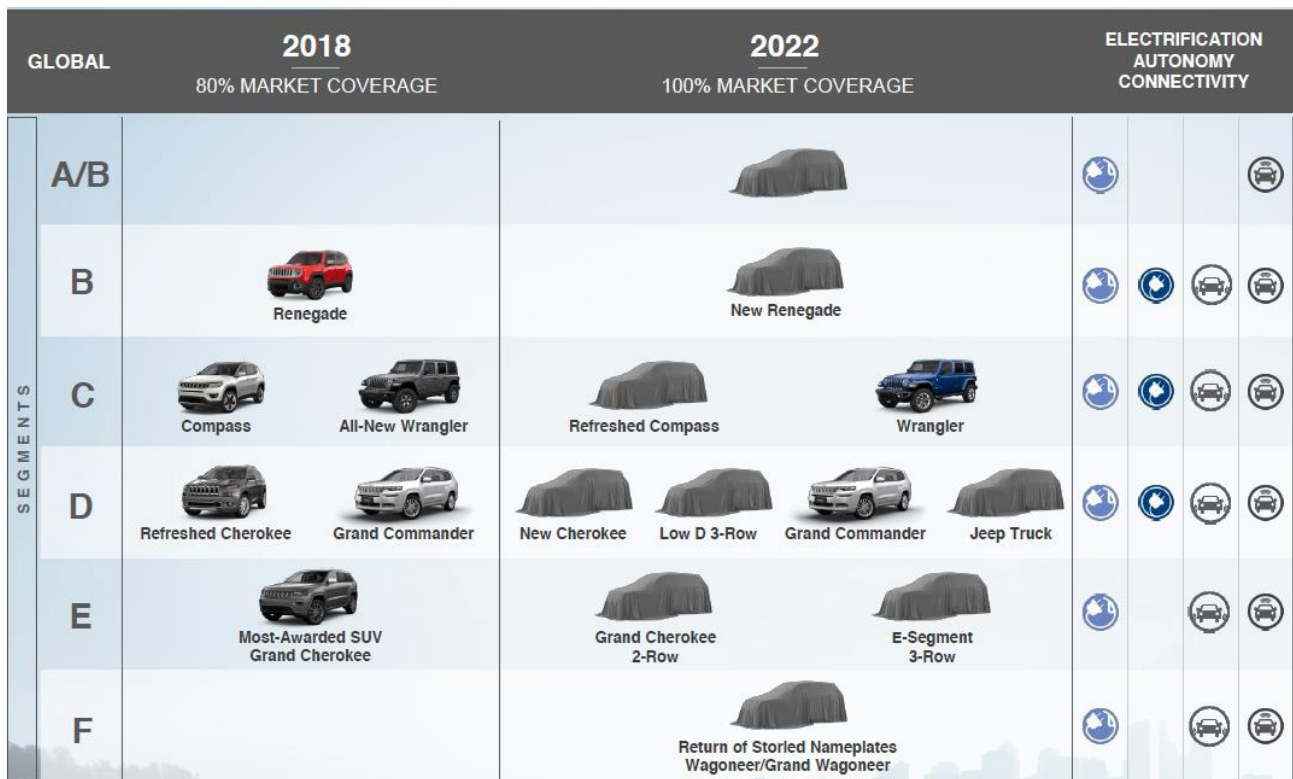 GLOBAL
2018
80% MARKET COVERAGE
2022
100% MARKET COVERAGE
ELECTRIFICATION
AUTONOMY
CONNECTIVITY
SEGMENTS
A/B
B
Renegade
New Renegade
C
Compass
All-New Wrangler
Refreshed Compass
Wrangler
D
Refreshed Cherokee
Grand Commander
New Cherokee
Low D 3-Row
Grand Commander
Jeep Truck
E
Most-Awarded SUV
Grand Cherokee
Grand Cherokee
2-Row
E-Segment
3-Row
F
Return of Storled Nameplates
Wagoneer/Grand Wagoneer